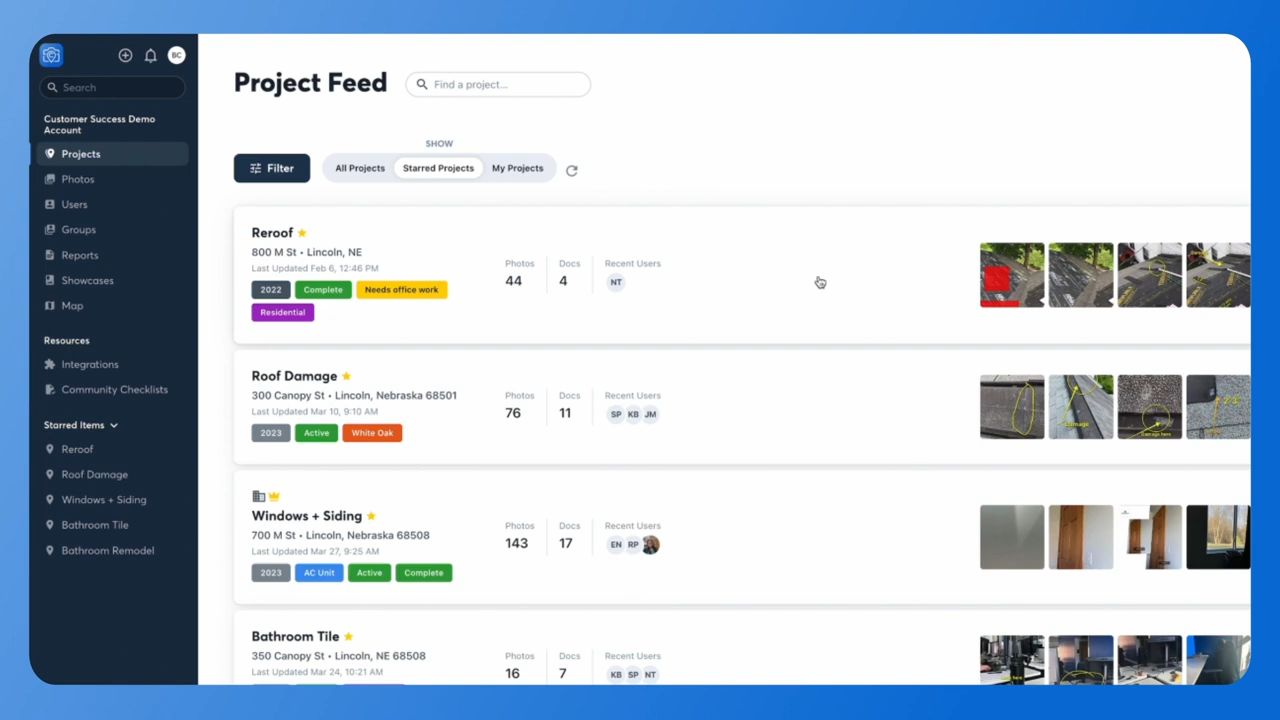 BC
Search
Customer Success Demo
Account
Projects
Photos
Users
Groups
Reports
Showcases
Map
Resources
Integrations
Community Checklists
Starred Items
Reroof
Roof Damage
Windows + Siding
Bathroom Tile
Bathroom Remodel
Project Feed
Find a project...
SHOW
Filter
All Projects
Starred Projects
My Projects
Reroof
800 M St • Lincoln, NE
Last Updated Feb 6, 12:46 PM
2022
Complete
Needs office work
Residential
Photos
44
Docs
4
Recent Users
NT
Roof Damage
300 Canopy St • Lincoln, Nebraska 68501
Last Updated Mar 10, 9:10 AM
2023
Active
White Oak
Photos
76
Docs
11
Recent Users
SP KB JM
Damage
Damage here
Windows + Siding
700 M St • Lincoln, Nebraska 68508
Last Updated Mar 27, 9:25 AM
2023
AC Unit
Active
Complete
Photos
143
Docs
17
Recent Users
EN RP
Bathroom Tile
350 Canopy St • Lincoln, NE 68508
Last Updated Mar 24, 10:21 AM
Photos
16
Docs
7
Recent Users
KB SP NT